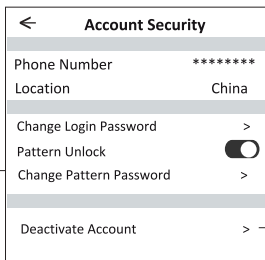 ← Account Security
Phone Number ********
Location China
Change Login Password >
Pattern Unlock
Change Pattern Password >
Deactivate Account >